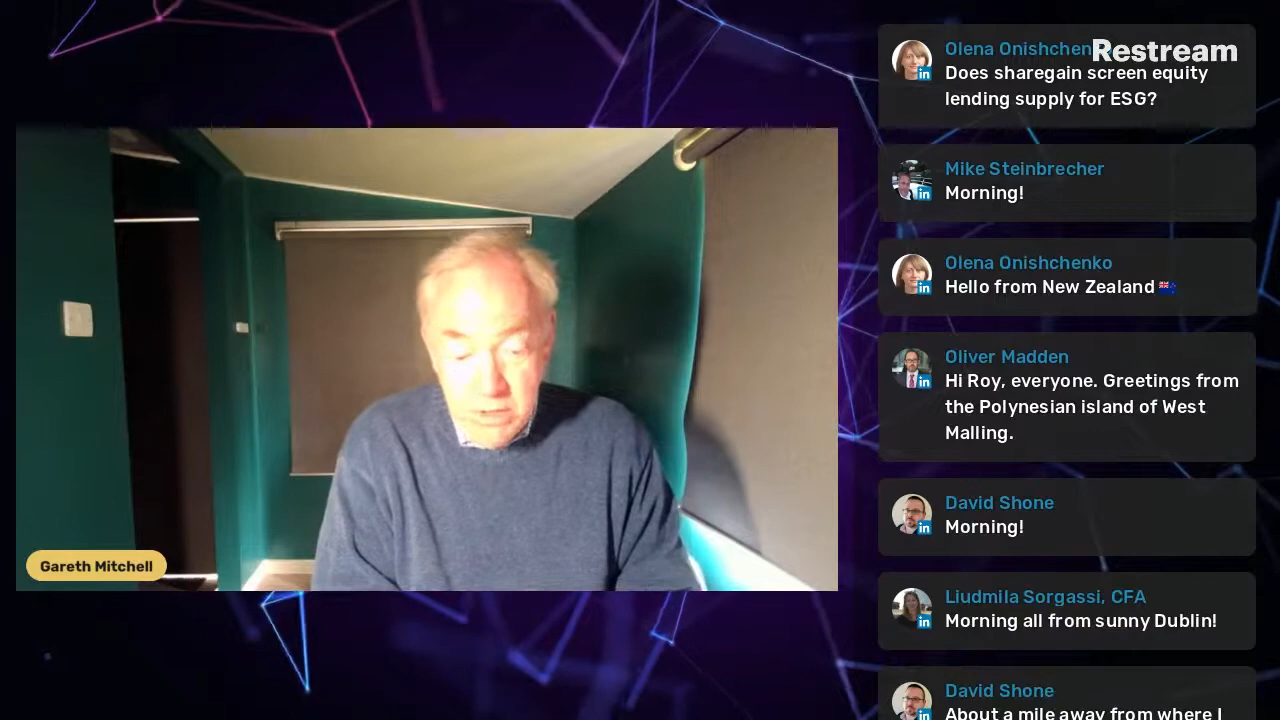 Gareth Mitchell
Restream
Olena Onishchen
Does sharegain screen equity
lending supply for ESG?
Mike Steinbrecher
Morning!
Olena Onishchenko
Hello from New Zealand 🇳🇿
Oliver Madden
Hi Roy, everyone. Greetings from
the Polynesian island of West
Malling.
David Shone
Morning!
Liudmila Sorgassi, CFA
Morning all from sunny Dublin!
David Shone
About a mile away from where I